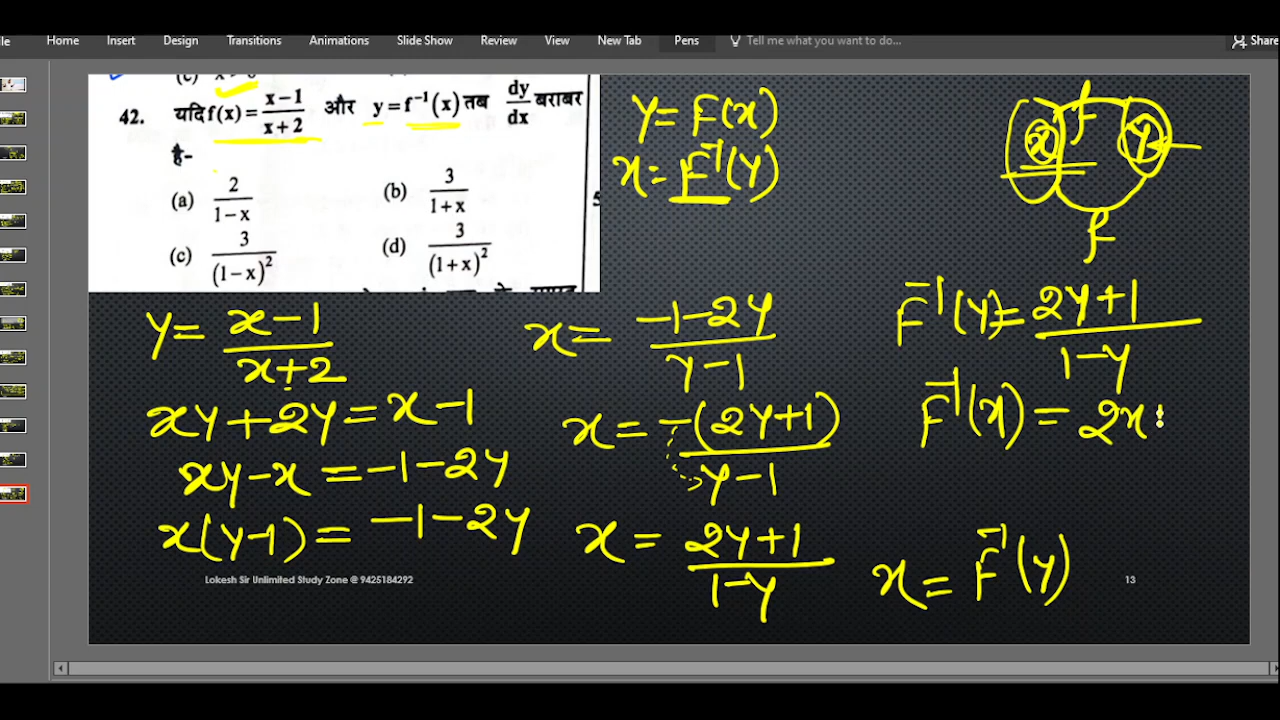 Home Insert Design Transitions Animations Slide Show Review View New Tab Pens Tell me what you want to do... Share
42. यदि f(x) = x-1/x+2 और y = f⁻¹(x) तब dy/dx बराबर
है-
(a) 2/1-x (b) 3/1+x
(c) 3/(1-x)² (d) 3/(1+x)²
y = F(x)
x = F⁻¹(y)
x y
f
f
y = x-1/x+2
xy+2y = x-1
xy-x = -1-2y
x(y-1) = -1-2y
x = -1-2y/y-1
x = -(2y+1)/y-1
x = 2y+1/1-y
F⁻¹(y) = 2y+1/1-y
F⁻¹(x) = 2x
x = F⁻¹(y)
Lokesh Sir Unlimited Study Zone @ 9425184292 13